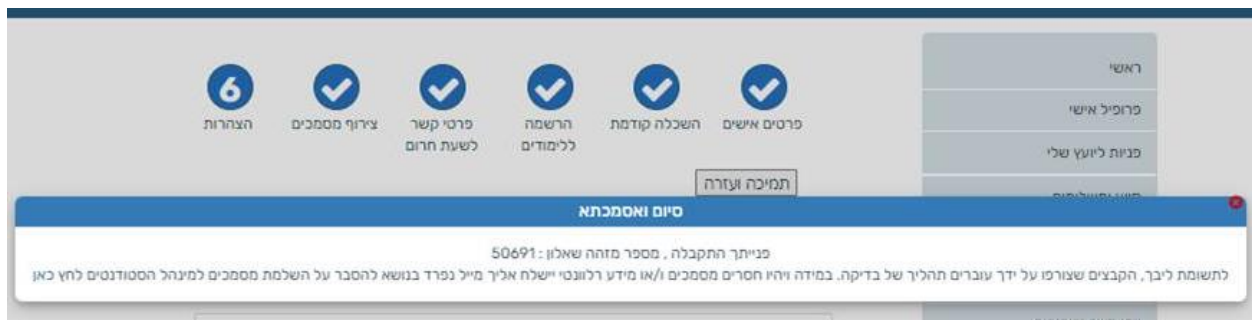 ראשי
פרופיל אישי
פניות ליועץ שלי
פרטים אישים
השכלה קודמת
הרשמה
ללימודים
פרטי קשר
לשעת חרום
צירוף מסמכים
6
הצהרות
תמיכה ועזרה
סיום ואסמכתא
פנייתך התקבלה , מספר מזהה שאלון : 50691
לתשומת ליבך, הקבצים שצורפו על ידך עוברים תהליך של בדיקה. במידה ויהיו חסרים מסמכים ו/או מידע רלוונטי יישלח אליך מייל נפרד בנושא להסבר על השלמת מסמכים למינהל הסטודנטים לחץ כאן